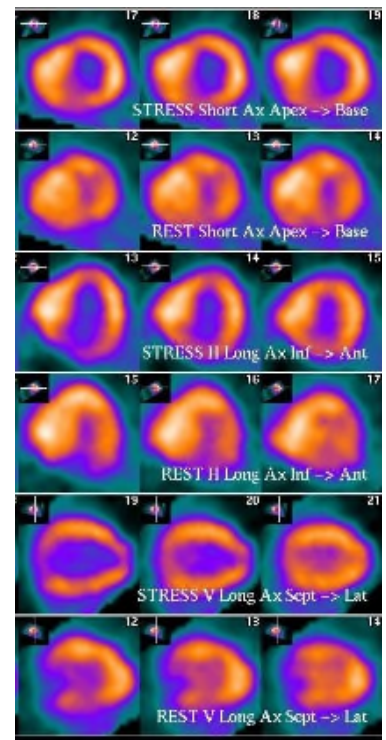 17 18 19
STRESS Short Ax Apex -> Base
12 13 14
REST Short Ax Apex -> Base
13 14 15
STRESS H Long Ax Inf -> Ant
15 16 17
REST H Long Ax Inf -> Ant
19 20 21
STRESS V Long Ax Sept -> Lat
12 13 14
REST V Long Ax Sept -> Lat